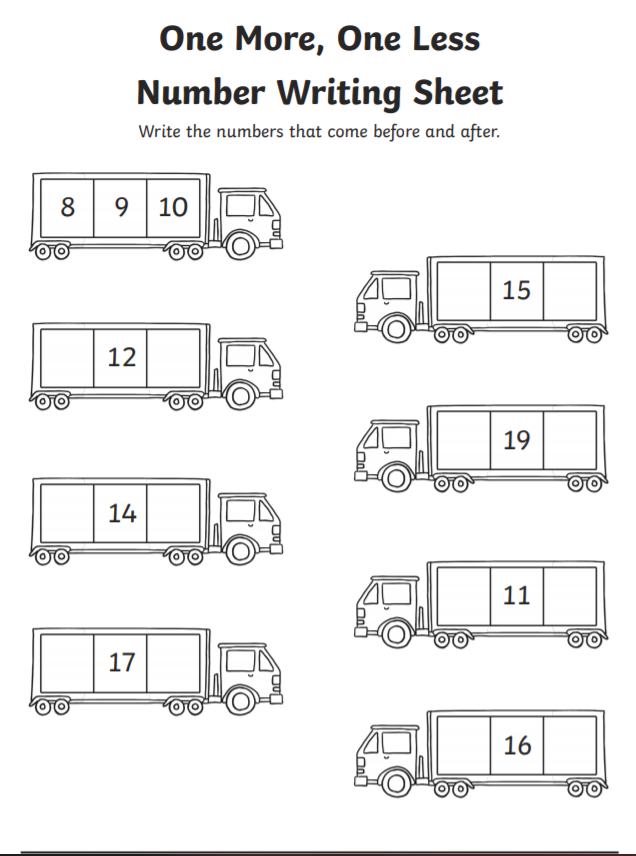 One More, One Less
Number Writing Sheet
Write the numbers that come before and after.
8 9 10
15
12
19
14
11
17
16